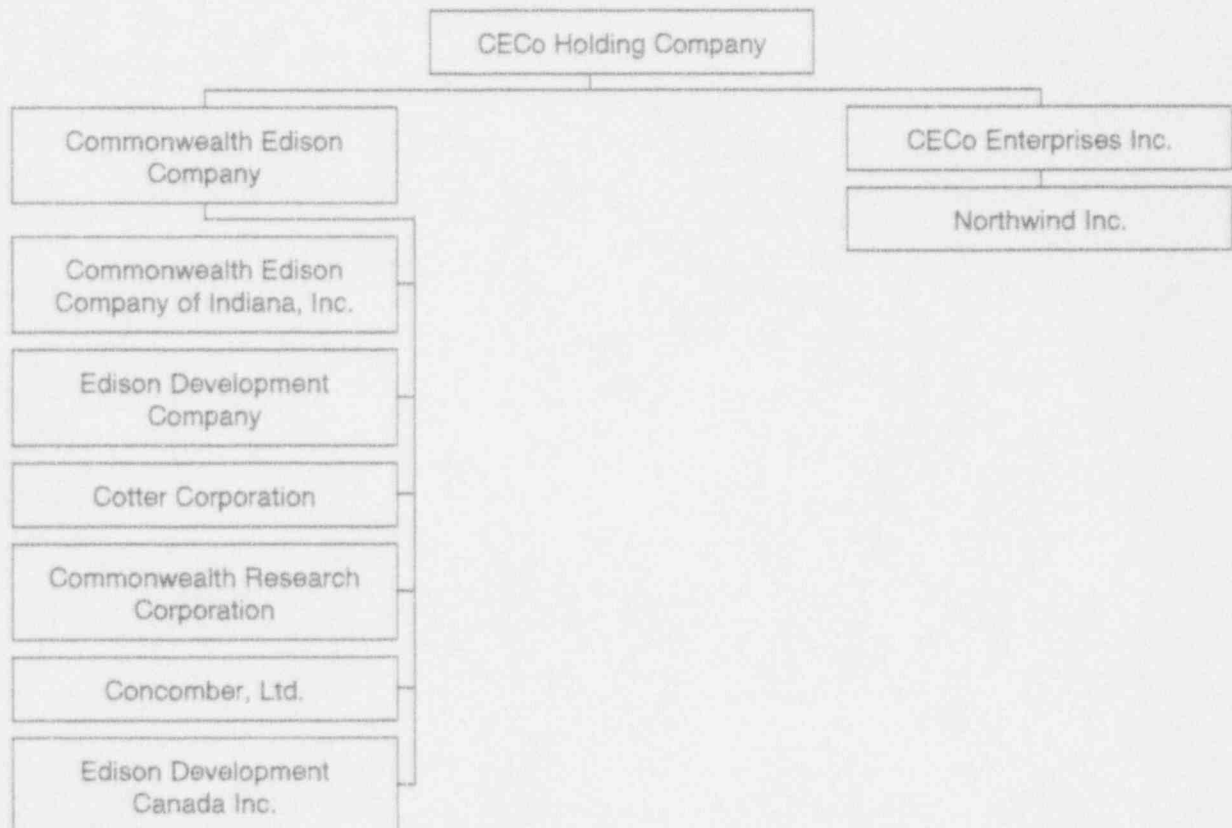 CECo Holding Company
Commonwealth Edison
Company
CECo Enterprises Inc.
Northwind Inc.
Commonwealth Edison
Company of Indiana, Inc.
Edison Development
Company
Cotter Corporation
Commonwealth Research
Corporation
Concomber, Ltd.
Edison Development
Canada Inc.